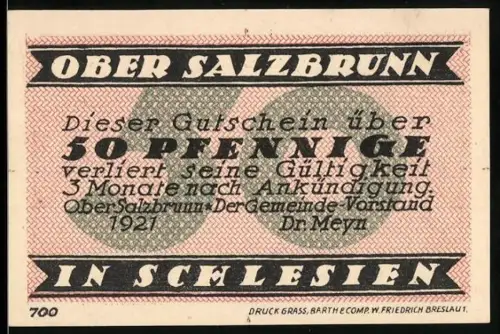 OBER SALZBRUNN
50
Dieser Gutschein über
50 PFENNIGE
verliert seine Gültigkeit
3 Monate nach Ankündigung.
Ober Salzbrunn * Der Gemeinde-Vorstand
1921 Dr. Meyn
IN SCHLESIEN
700 DRUCK GRASS, BARTH & COMP. W. FRIEDRICH BRESLAU 1.